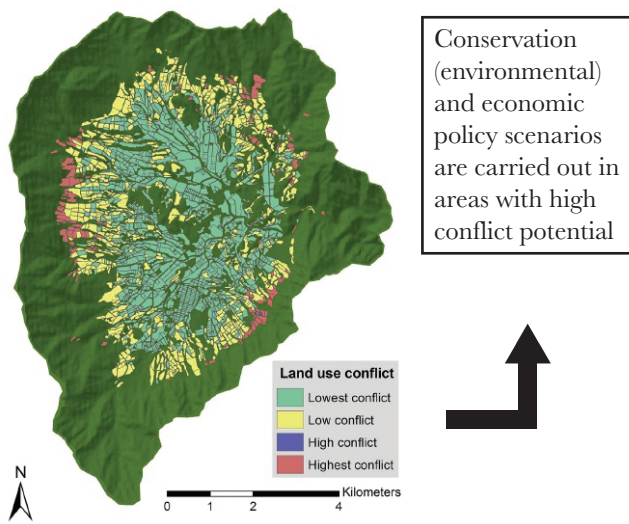 Conservation
(environmental)
and economic
policy scenarios
are carried out in
areas with high
conflict potential
Land use conflict
Lowest conflict
Low conflict
High conflict
Highest conflict
N
Kilometers
0 1 2 4